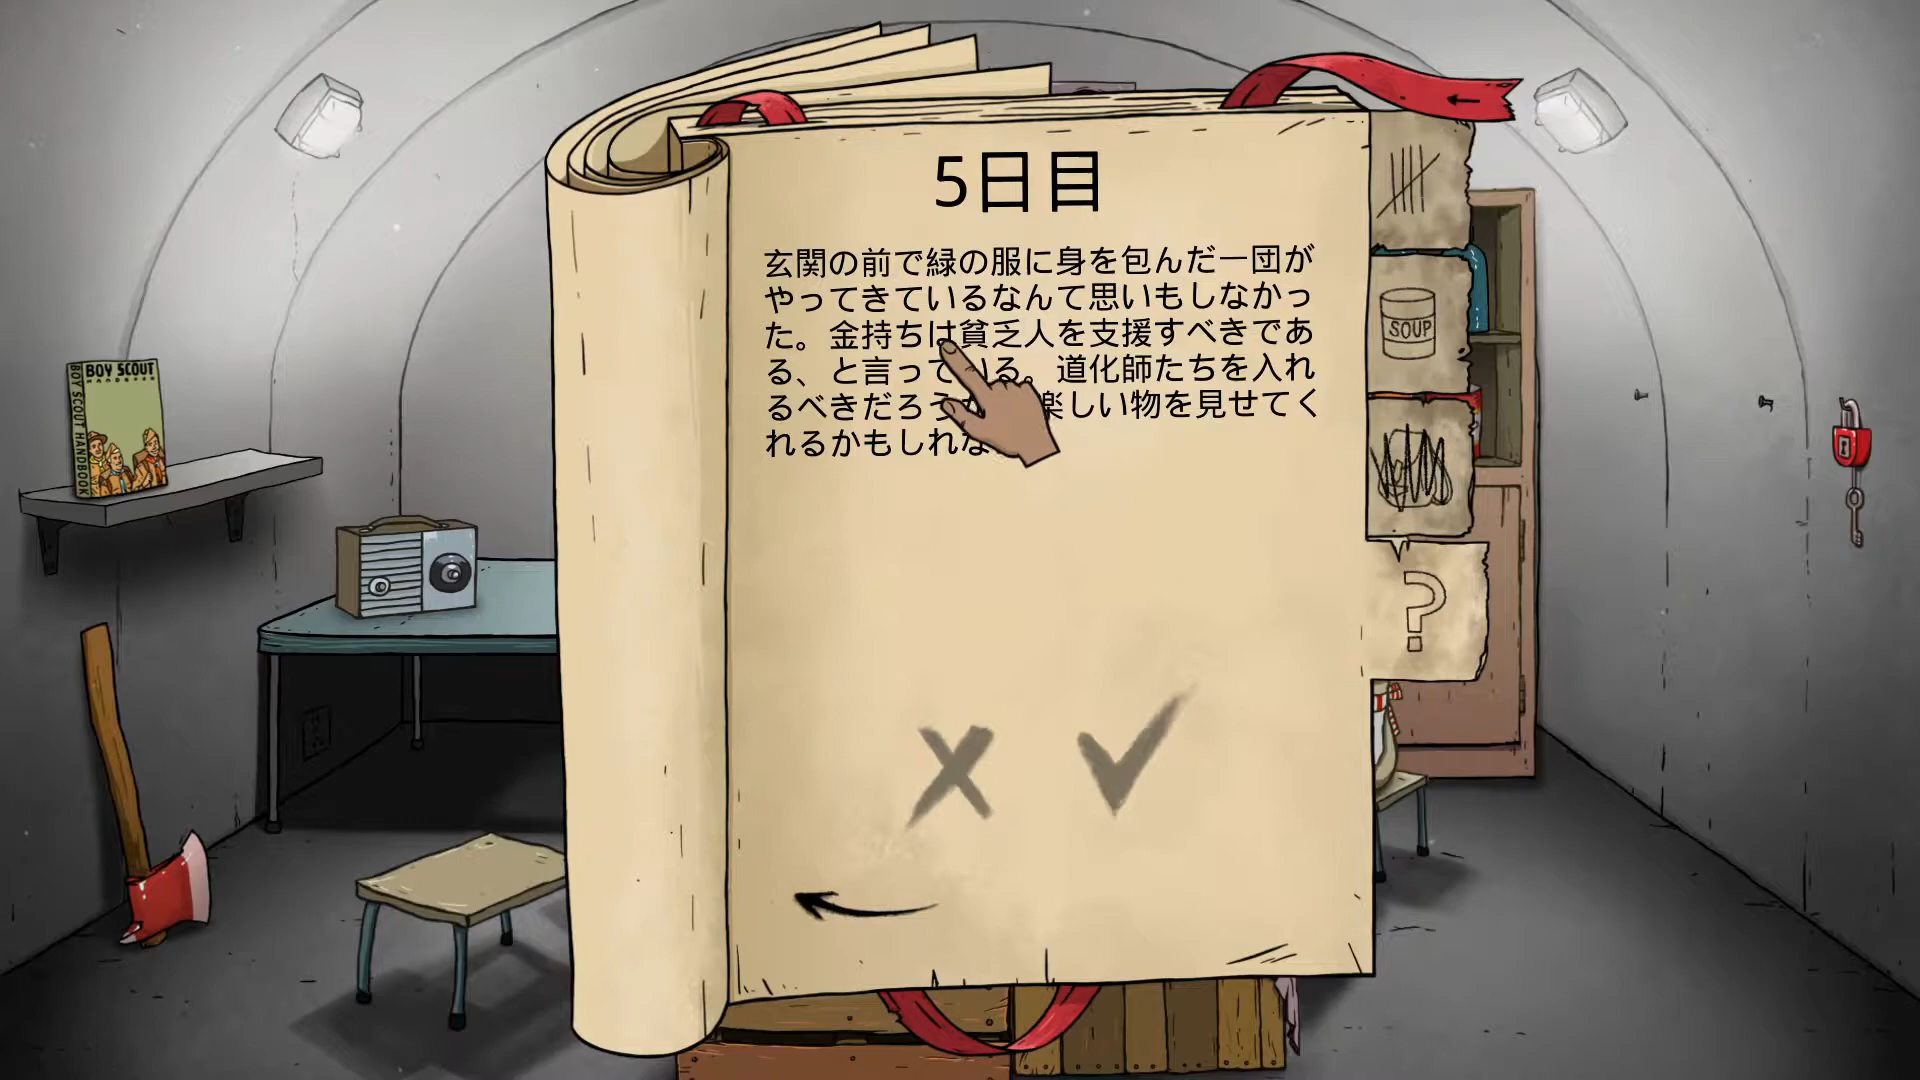 5日目
玄関の前で緑の服に身を包んだ一団が
やってきているなんて思いもしなかっ
た。金持ちは貧乏人を支援すべきであ
る、と言っている。道化師たちを入れ
るべきだろう 楽しい物を見せてく
れるかもしれな
BOY SCOUT
HANDBOOK
BOY SCOUT HANDBOOK
SOUP
?